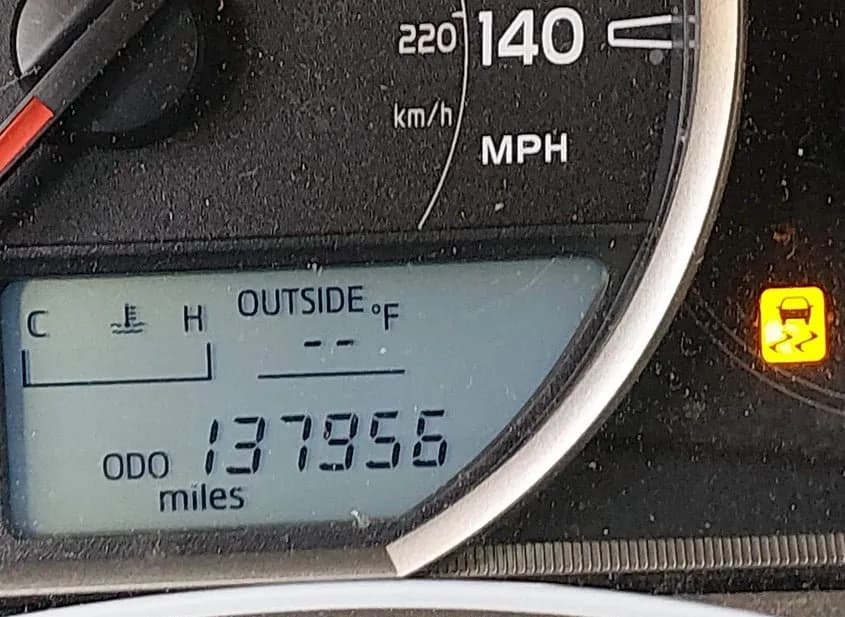 220 140
km/h
MPH
C H OUTSIDE °F
--
ODO 137956
miles